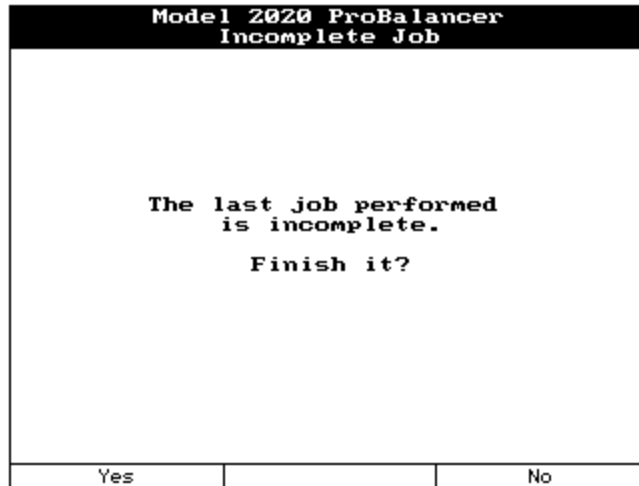 Model 2020 ProBalancer
Incomplete Job
The last job performed
is incomplete.
Finish it?
Yes
No